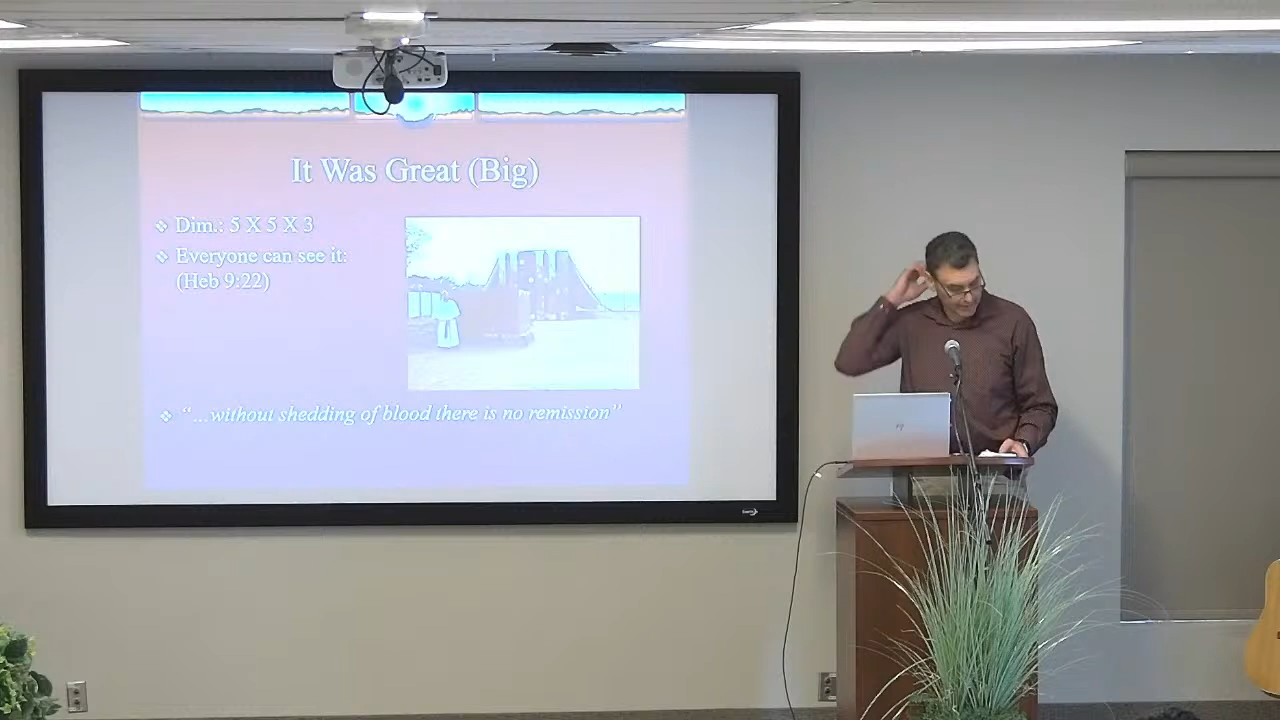 It Was Great (Big)
Dim.: 5 X 5 X 3
Everyone can see it:
(Heb 9:22)
“...without shedding of blood there is no remission”
hp